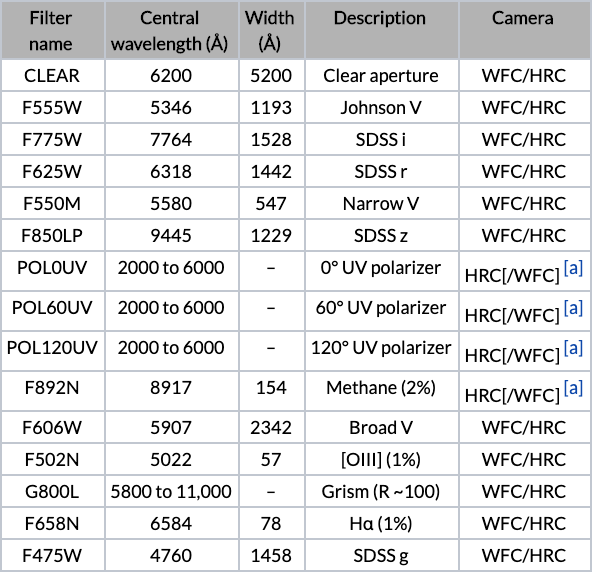 Filter name Central wavelength (Å) Width (Å) Description Camera
CLEAR 6200 5200 Clear aperture WFC/HRC
F555W 5346 1193 Johnson V WFC/HRC
F775W 7764 1528 SDSS i WFC/HRC
F625W 6318 1442 SDSS r WFC/HRC
F550M 5580 547 Narrow V WFC/HRC
F850LP 9445 1229 SDSS z WFC/HRC
POL0UV 2000 to 6000 – 0° UV polarizer HRC[/WFC] [a]
POL60UV 2000 to 6000 – 60° UV polarizer HRC[/WFC] [a]
POL120UV 2000 to 6000 – 120° UV polarizer HRC[/WFC] [a]
F892N 8917 154 Methane (2%) HRC[/WFC] [a]
F606W 5907 2342 Broad V WFC/HRC
F502N 5022 57 [OIII] (1%) WFC/HRC
G800L 5800 to 11,000 – Grism (R ~100) WFC/HRC
F658N 6584 78 Hα (1%) WFC/HRC
F475W 4760 1458 SDSS g WFC/HRC